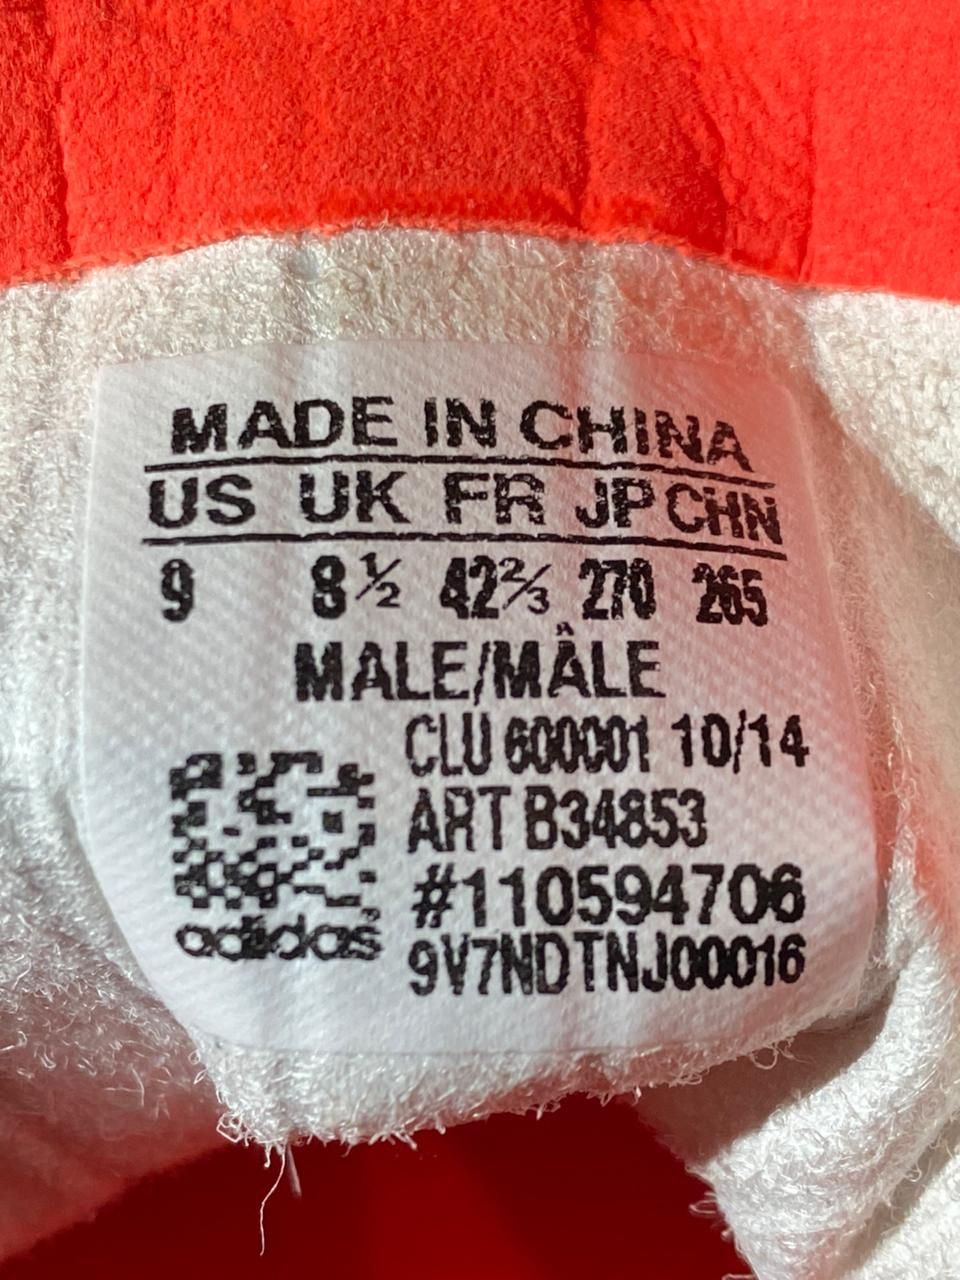 MADE IN CHINA
US UK FR JP CHN
9 8½ 42⅔ 270 265
MALE/MÂLE
CLU 600001 10/14
ART B34853
#110594706
adidas
9V7NDTNJ00016